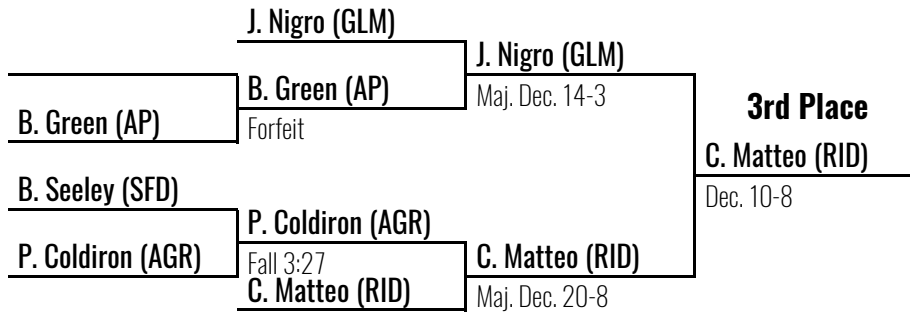 J. Nigro (GLM)
J. Nigro (GLM)
B. Green (AP)
Maj. Dec. 14-3
3rd Place
B. Green (AP)
Forfeit
C. Matteo (RID)
B. Seeley (SFD)
Dec. 10-8
P. Coldiron (AGR)
P. Coldiron (AGR)
Fall 3:27
C. Matteo (RID)
C. Matteo (RID)
Maj. Dec. 20-8